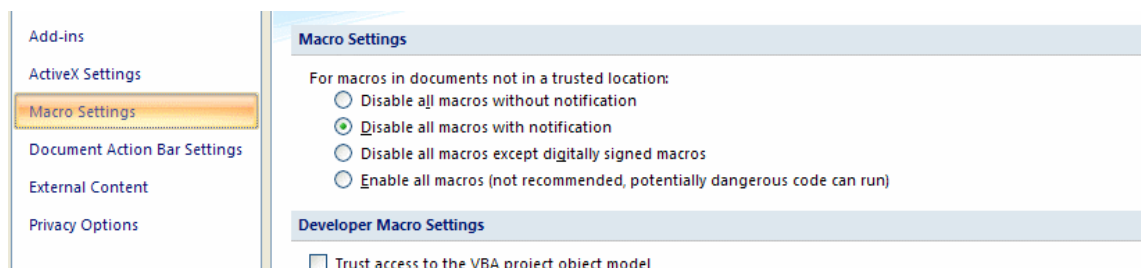 Add-ins
ActiveX Settings
Macro Settings
Document Action Bar Settings
External Content
Privacy Options
Macro Settings
For macros in documents not in a trusted location:
Disable all macros without notification
Disable all macros with notification
Disable all macros except digitally signed macros
Enable all macros (not recommended, potentially dangerous code can run)
Developer Macro Settings
Trust access to the VBA project object model